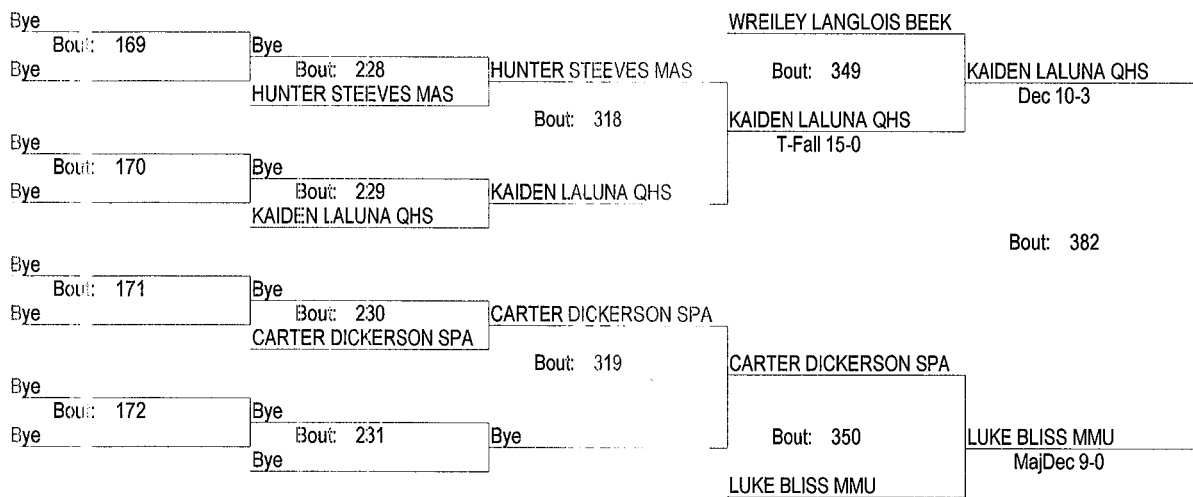 Bye
WREILEY LANGLOIS BEEK
Bout: 169
Bye
Bye
Bout: 228
HUNTER STEEVES MAS
Bout: 349
KAIDEN LALUNA QHS
HUNTER STEEVES MAS
Dec 10-3
Bout: 318
KAIDEN LALUNA QHS
Bye
T-Fall 15-0
Bout: 170
Bye
Bye
Bout: 229
KAIDEN LALUNA QHS
KAIDEN LALUNA QHS
Bout: 382
Bye
Bout: 171
Bye
Bye
Bout: 230
CARTER DICKERSON SPA
CARTER DICKERSON SPA
Bout: 319
CARTER DICKERSON SPA
Bye
Bout: 172
Bye
Bye
Bout: 231
Bye
Bout: 350
LUKE BLISS MMU
Bye
MajDec 9-0
LUKE BLISS MMU